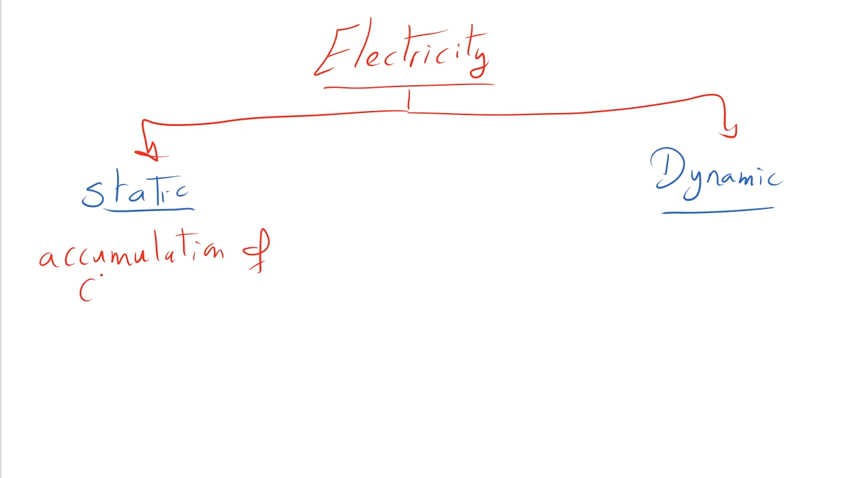 Electricity
Static
Dynamic
accumulation of
C